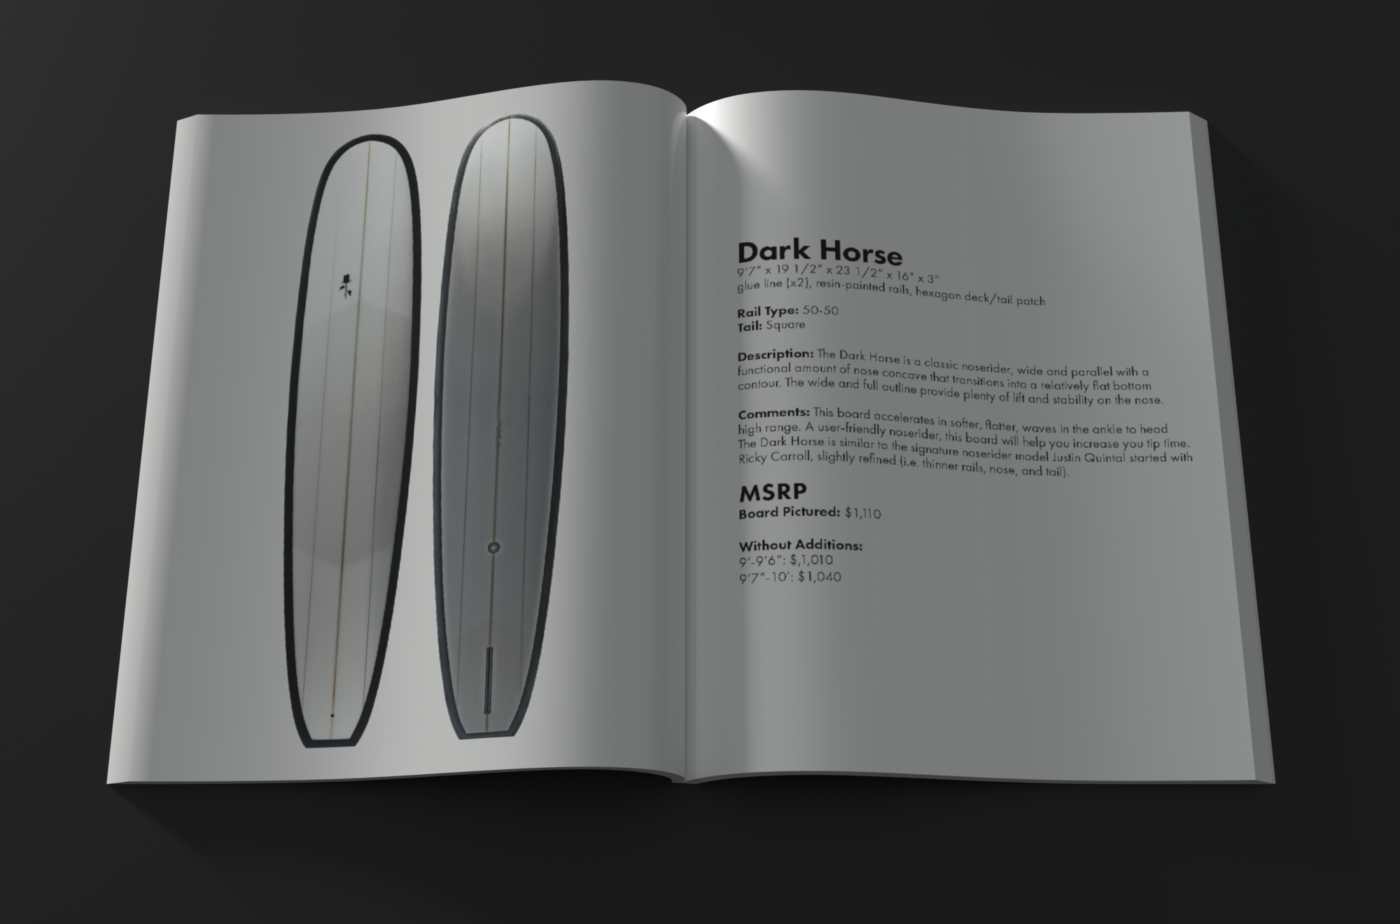 Dark Horse
9'7" x 19 1/2" x 23 1/2" x 16" x 3"
glue line (x2), resin-painted rails, hexagon deck/tail patch
Rail Type: 50-50
Tail: Square
Description: The Dark Horse is a classic noserider, wide and parallel with a
functional amount of nose concave that transitions into a relatively flat bottom
contour. The wide and full outline provide plenty of lift and stability on the nose.
Comments: This board accelerates in softer, flatter, waves in the ankle to head
high range. A user-friendly noserider, this board will help you increase you tip time.
The Dark Horse is similar to the signature noserider model Justin Quintal started with
Ricky Carroll, slightly refined (i.e. thinner rails, nose, and tail).
MSRP
Board Pictured: $1,110
Without Additions:
9'-9'6": $,1,010
9'7"-10': $1,040